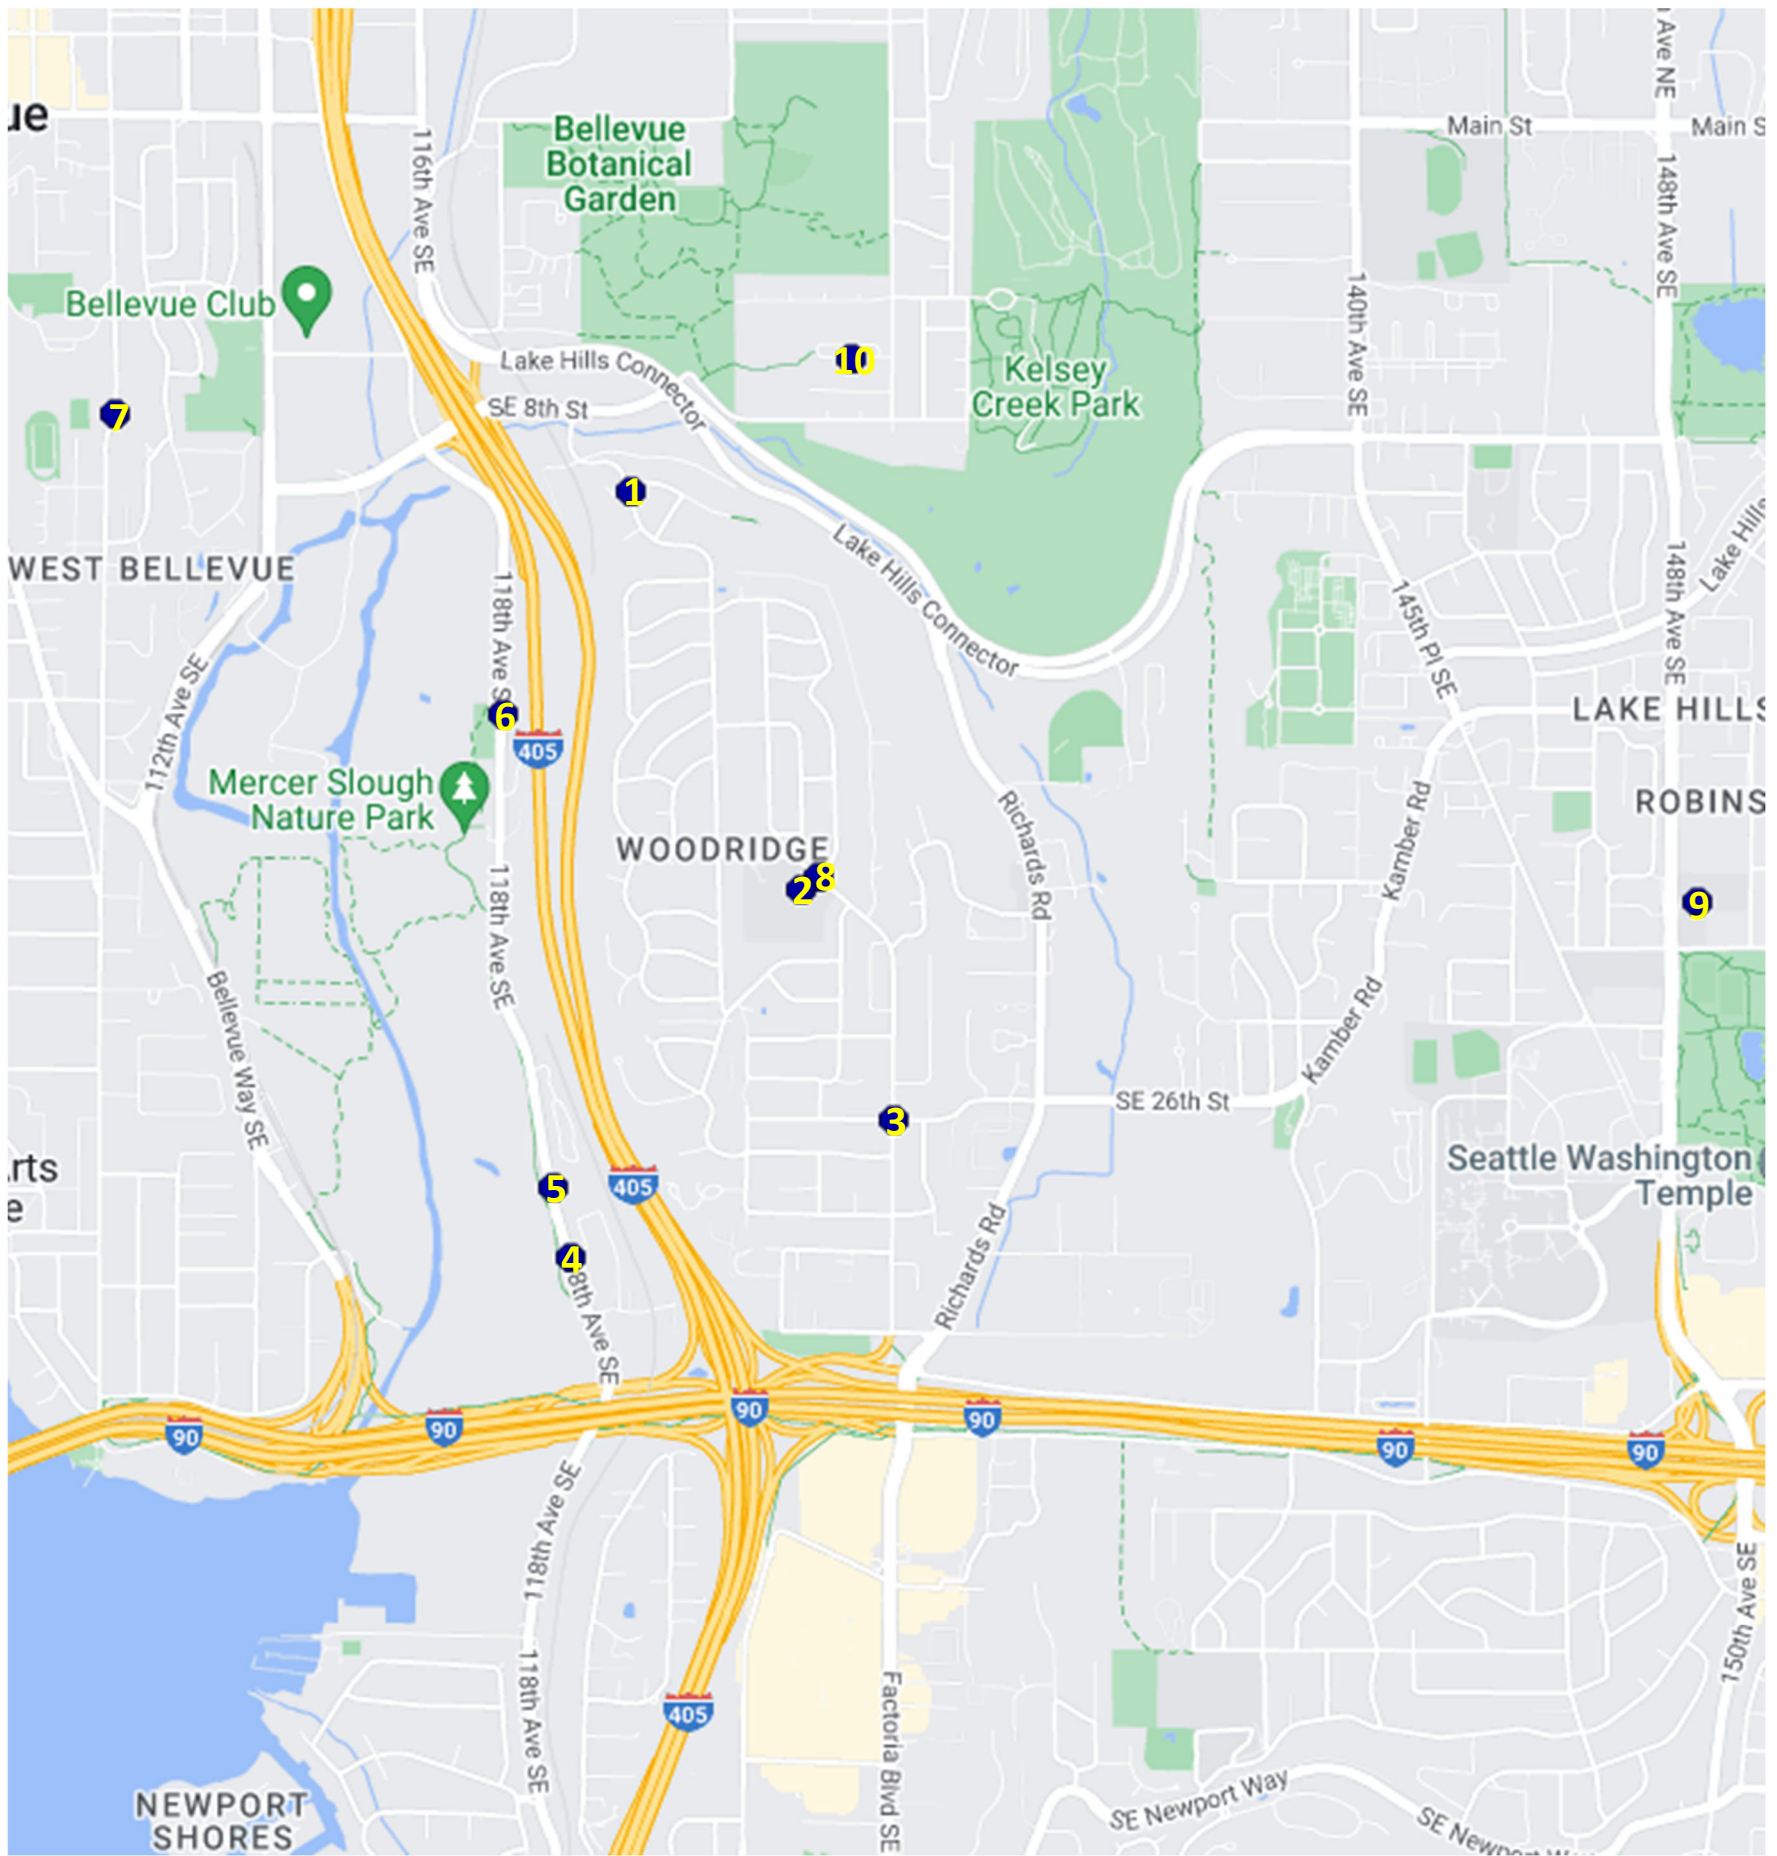 Ave NE
ue
Main St
Main S
Bellevue
Botanical
Garden
116th Ave SE
148th Ave SE
Bellevue Club
140th Ave SE
Lake Hills Connector
10
Kelsey
Creek Park
7
SE 8th St
1
Lake Hills Connector
Lake Hills
WEST BELLEVUE
118th Ave S
145th Pl SE
148th Ave SE
112th Ave SE
6
405
LAKE HILLS
Mercer Slough
Nature Park
Richards Rd
Kamber Rd
ROBINS
WOODRIDGE
8
2
118th Ave SE
9
Bellevue Way SE
Kamber Rd
SE 26th St
3
Seattle Washington
Temple
rts
e
5
405
4
8th Ave SE
Richards Rd
90
90
90
90
90
90
118th Ave SE
150th Ave SE
118th Ave SE
Factoria Blvd SE
405
NEWPORT
SHORES
SE Newport Way
SE Newpor